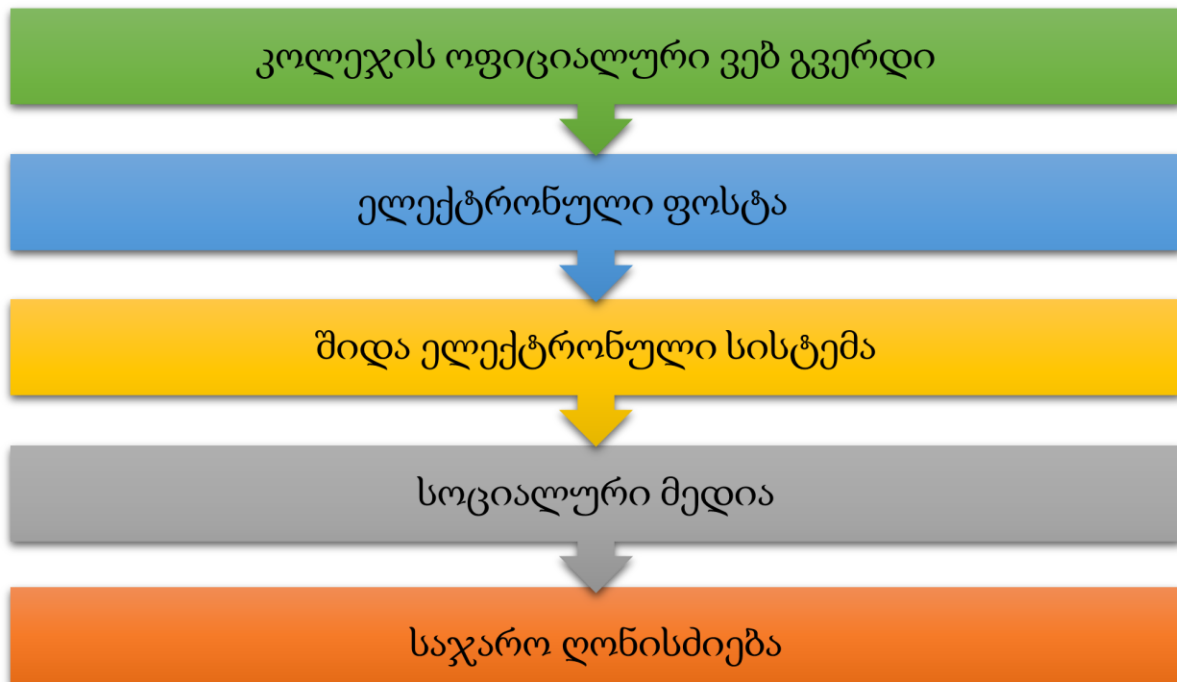 კოლეჯის ოფიციალური ვებ გვერდი
ელექტრონული ფოსტა
შიდა ელექტრონული სისტემა
სოციალური მედია
საჯარო ღონისძიება